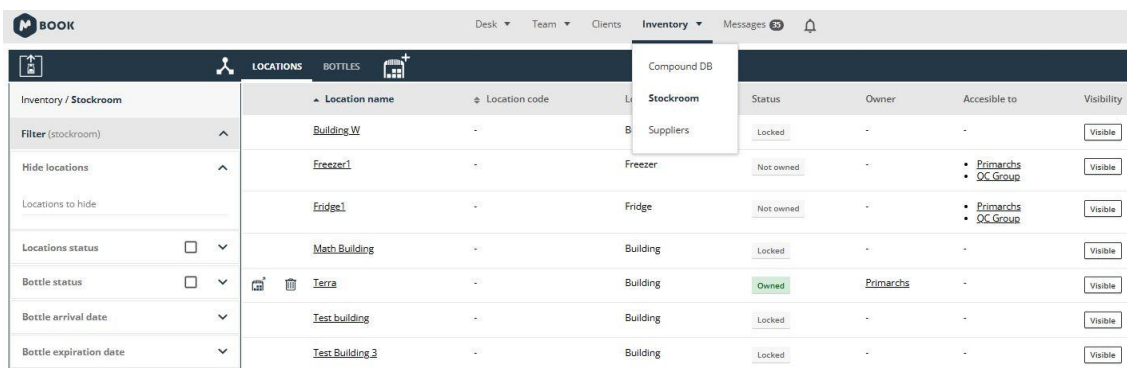 BOOK
Desk Team Clients Inventory Messages 35
Compound DB
Stockroom
Suppliers
LOCATIONS BOTTLES
Inventory / Stockroom
Filter (stockroom)
Hide locations
Locations to hide
Locations status
Bottle status
Bottle arrival date
Bottle expiration date
Location name Location code Status Owner Accesible to Visibility
Building W - Locked - - Visible
Freezer1 - Freezer Not owned - Primarchs Visible
QC Group
Fridge1 - Fridge Not owned - Primarchs Visible
QC Group
Math Building - Building Locked - - Visible
Terra - Building Owned Primarchs - Visible
Test building - Building Locked - - Visible
Test Building 3 - Building Locked - - Visible